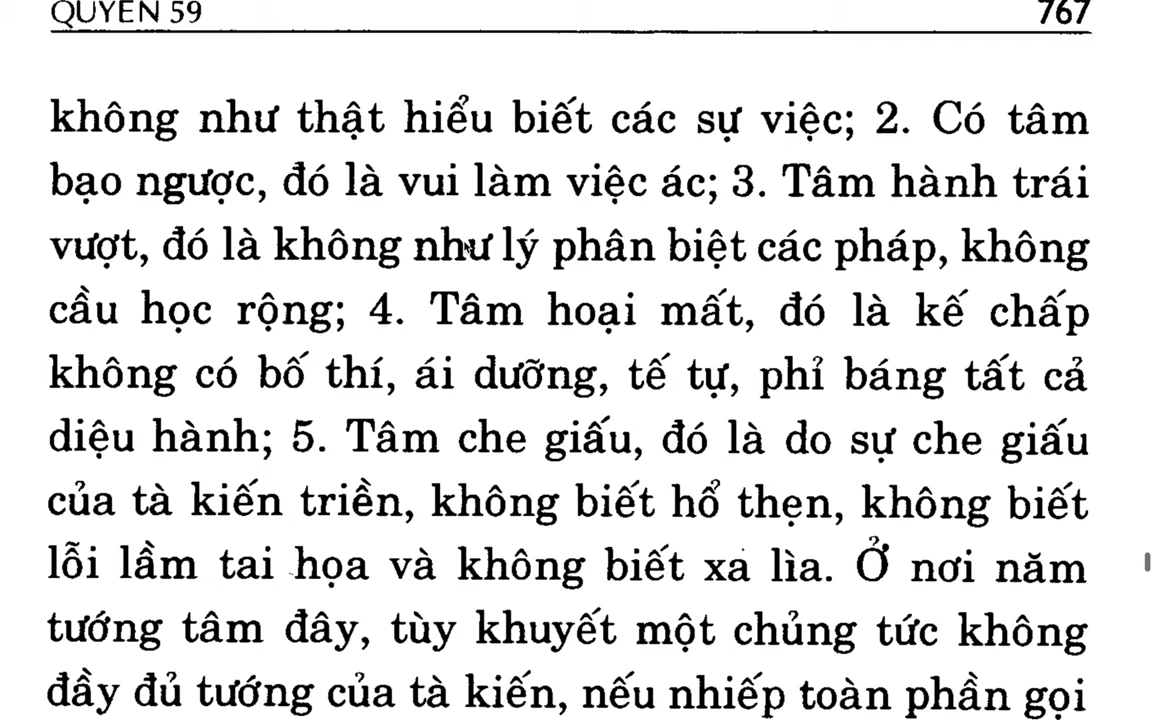 QUYỂN 59 767
không như thật hiểu biết các sự việc; 2. Có tâm
bạo ngược, đó là vui làm việc ác; 3. Tâm hành trái
vượt, đó là không như lý phân biệt các pháp, không
cầu học rộng; 4. Tâm hoại mất, đó là kế chấp
không có bố thí, ái dưỡng, tế tự, phỉ báng tất cả
diệu hành; 5. Tâm che giấu, đó là do sự che giấu
của tà kiến triền, không biết hổ thẹn, không biết
lỗi lầm tai họa và không biết xa lìa. Ở nơi năm
tướng tâm đây, tùy khuyết một chủng tức không
đầy đủ tướng của tà kiến, nếu nhiếp toàn phần gọi